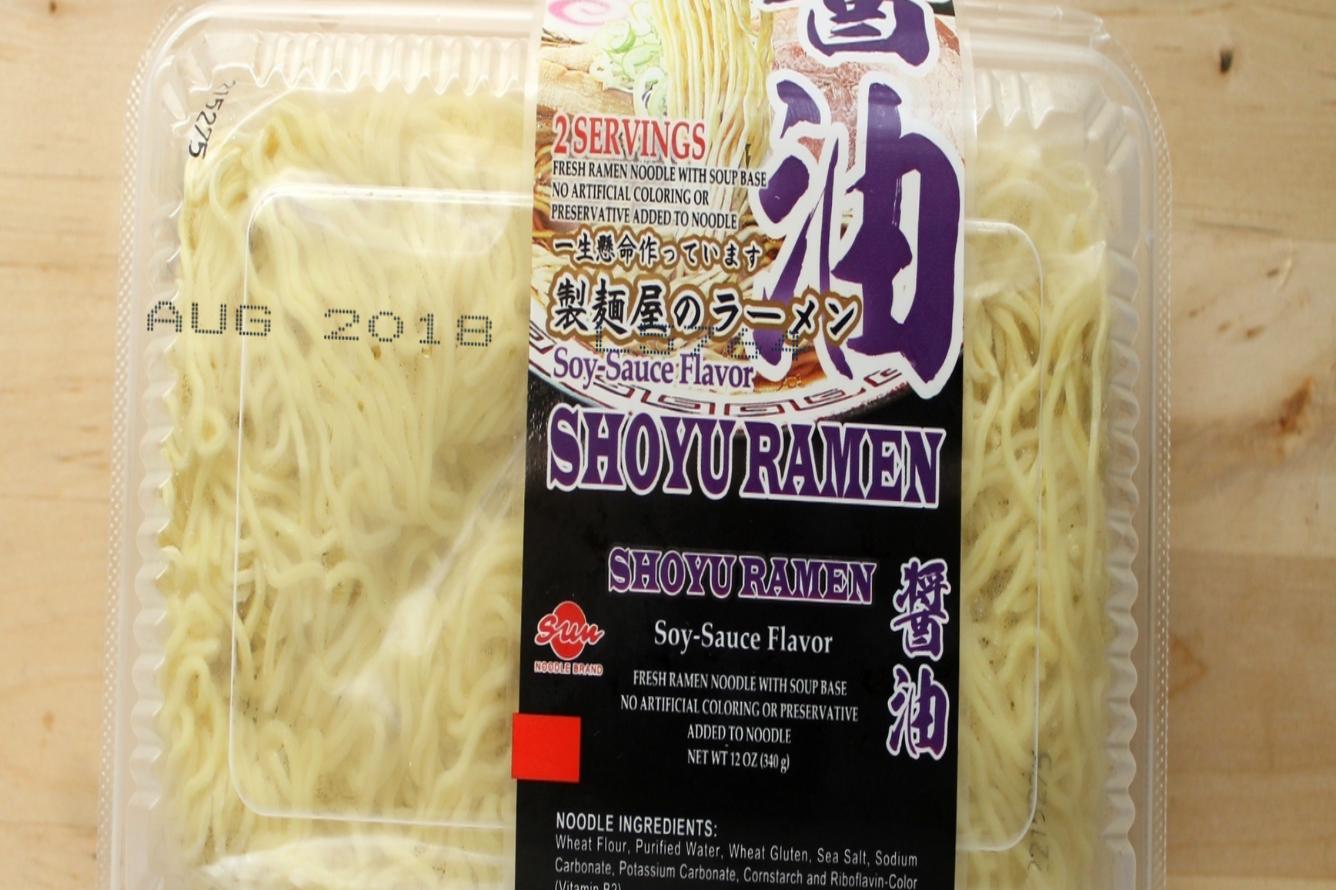 醤油
2 SERVINGS
FRESH RAMEN NOODLE WITH SOUP BASE
NO ARTIFICIAL COLORING OR
PRESERVATIVE ADDED TO NOODLE
一生懸命作っています
製麺屋のラーメン
Soy-Sauce Flavor
AUG 2018
SHOYU RAMEN
SHOYU RAMEN
醤油
Sun
NOODLE BRAND
Soy-Sauce Flavor
FRESH RAMEN NOODLE WITH SOUP BASE
NO ARTIFICIAL COLORING OR PRESERVATIVE
ADDED TO NOODLE
NET WT 12 OZ (340 g)
NOODLE INGREDIENTS:
Wheat Flour, Purified Water, Wheat Gluten, Sea Salt, Sodium
Carbonate, Potassium Carbonate, Cornstarch and Riboflavin-Color
(Vitamin B2)